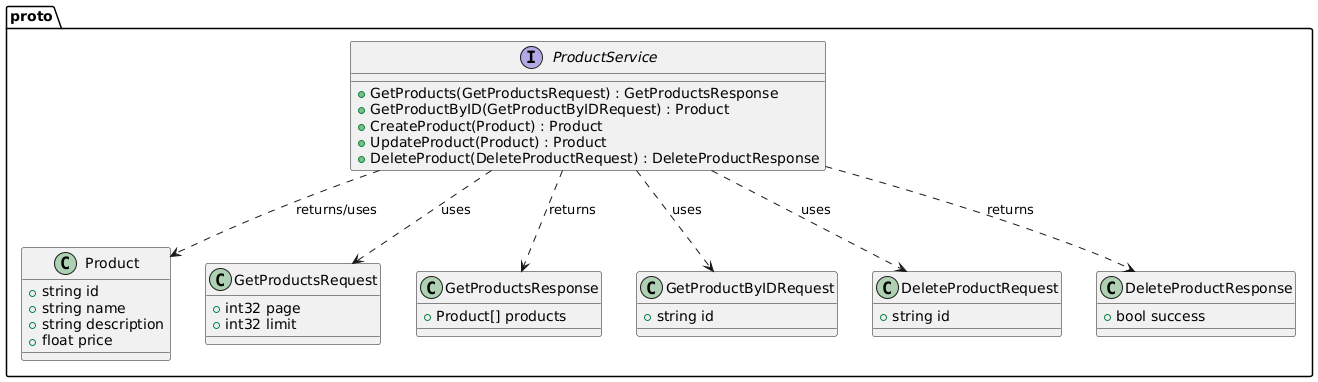 proto
I ProductService
GetProducts(GetProductsRequest) : GetProductsResponse
GetProductByID(GetProductByIDRequest) : Product
CreateProduct(Product) : Product
UpdateProduct(Product) : Product
DeleteProduct(DeleteProductRequest) : DeleteProductResponse
returns/uses
uses
returns
uses
uses
returns
C Product
string id
string name
string description
float price
C GetProductsRequest
int32 page
int32 limit
C GetProductsResponse
Product[] products
C GetProductByIDRequest
string id
C DeleteProductRequest
string id
C DeleteProductResponse
bool success